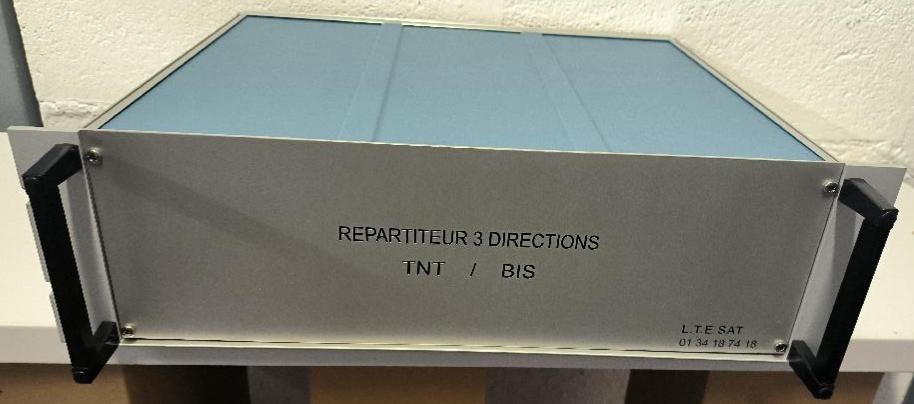 REPARTITEUR 3 DIRECTIONS
TNT / BIS
L.T.E SAT
01 34 18 74 18